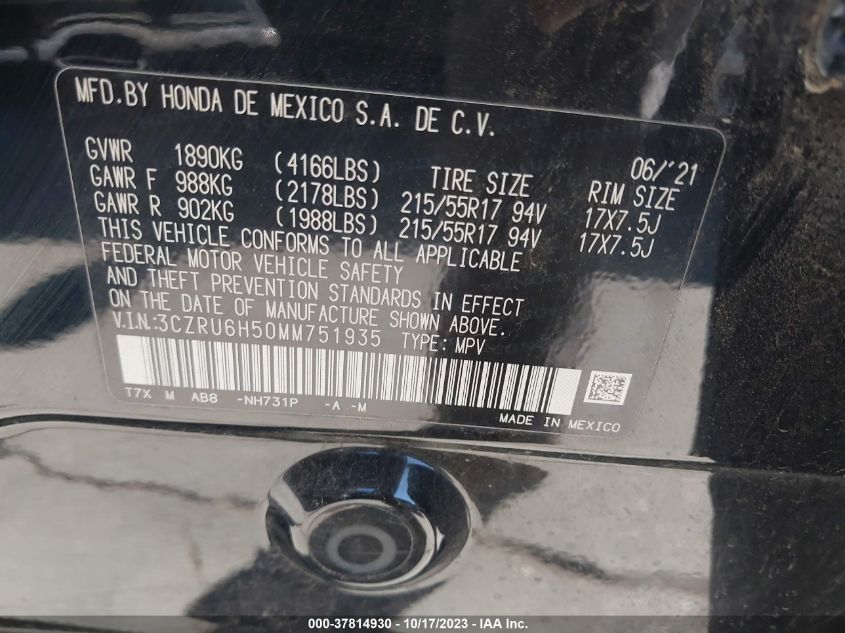 MFD.BY HONDA DE MEXICO S.A. DE C.V.
06/'21
GVWR 1890KG (4166LBS) TIRE SIZE RIM SIZE
GAWR F 988KG (2178LBS) 215/55R17 94V 17X7.5J
GAWR R 902KG (1988LBS) 215/55R17 94V 17X7.5J
THIS VEHICLE CONFORMS TO ALL APPLICABLE
FEDERAL MOTOR VEHICLE SAFETY
AND THEFT PREVENTION STANDARDS IN EFFECT
ON THE DATE OF MANUFACTURE SHOWN ABOVE.
V.I.N.:3CZRU6H50MM751935 TYPE: MPV
T7X M AB8 -NH731P -A -M
MADE IN MEXICO
000-37814930 - 10/17/2023 - IAA Inc.